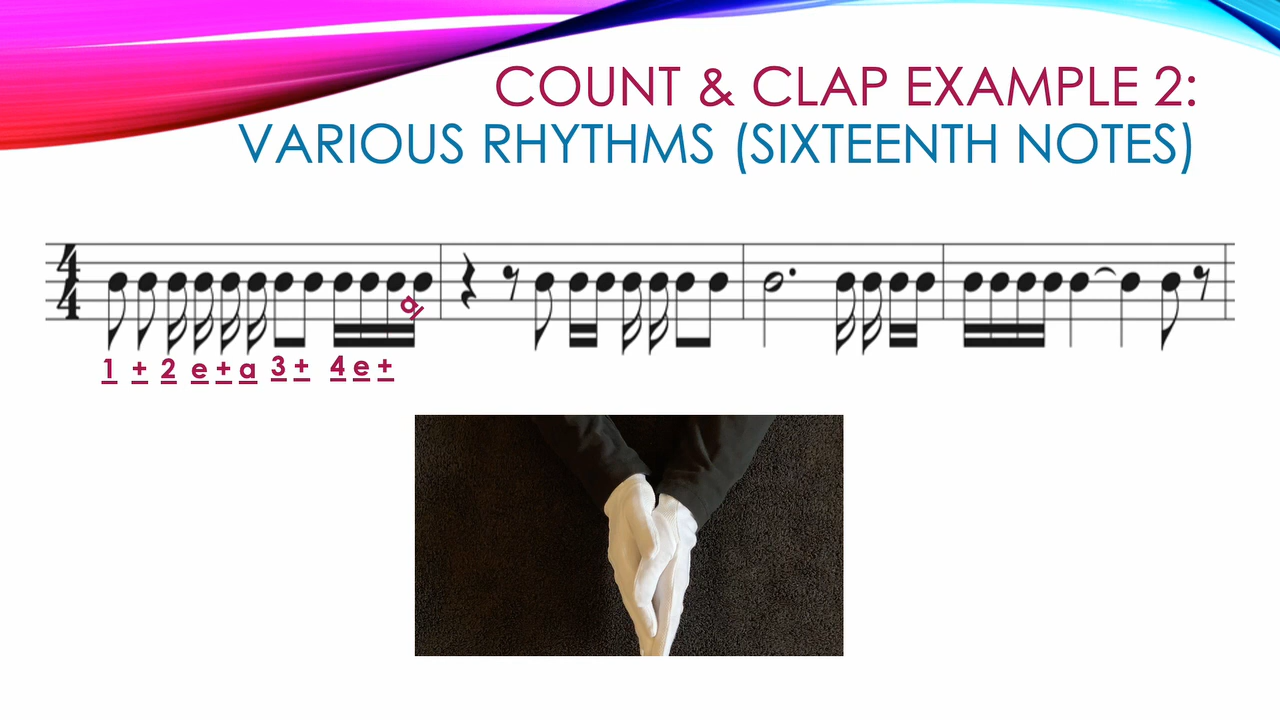 COUNT & CLAP EXAMPLE 2:
VARIOUS RHYTHMS (SIXTEENTH NOTES)
4
4
a
1 + 2 e + a 3 + 4 e +